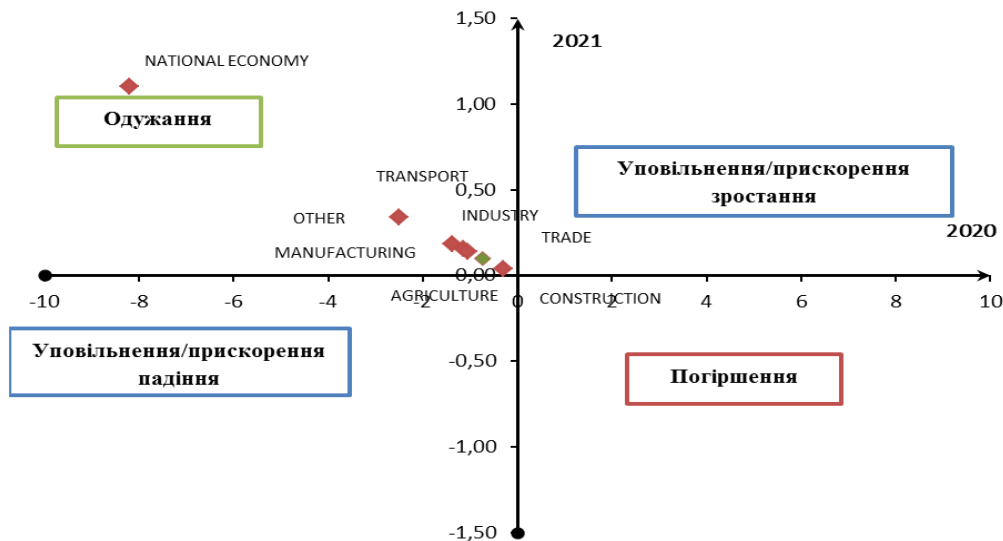 1,50
2021
NATIONAL ECONOMY
1,00
Одужання
Уповільнення/прискорення
зростання
TRANSPORT
0,50
OTHER
INDUSTRY
2020
MANUFACTURING
TRADE
0,00
-10
-8
-6
-4
-2
0
2
4
6
8
10
AGRICULTURE
CONSTRUCTION
Уповільнення/прискорення
падіння
-0,50
Погіршення
-1,00
-1,50